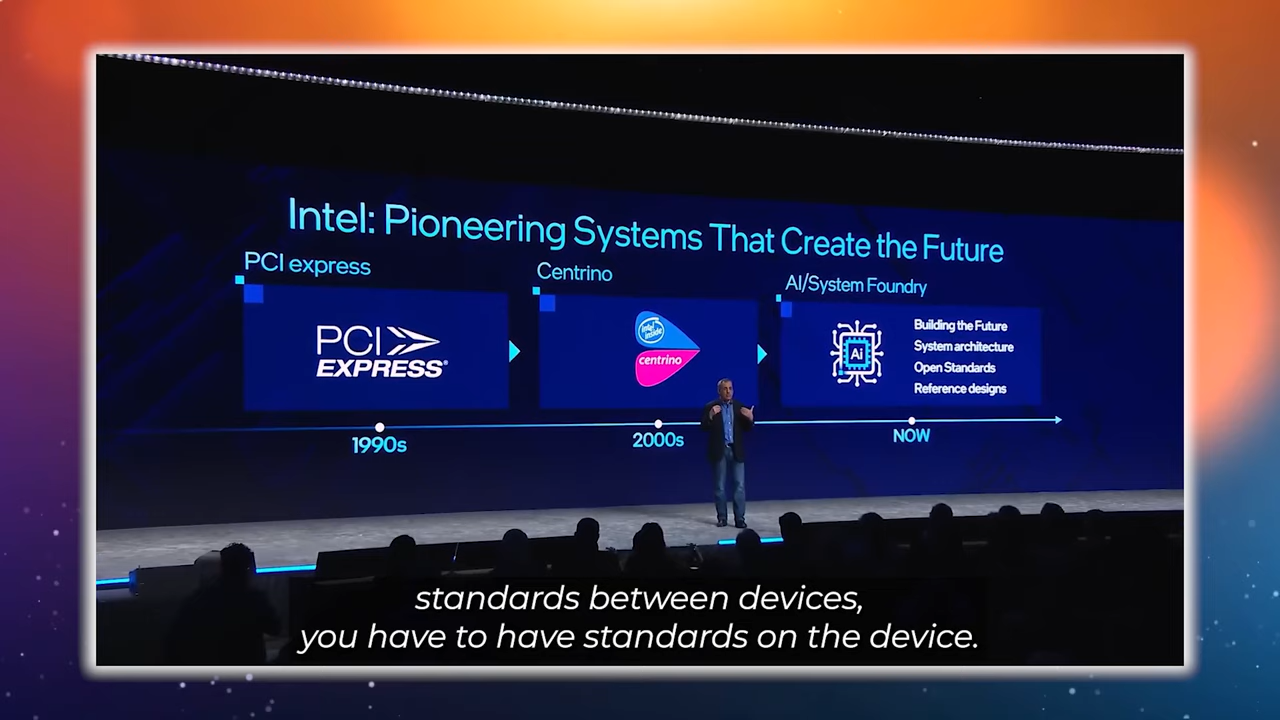 Intel: Pioneering Systems That Create the Future
PCI express
PCI
EXPRESS®
1990s
Centrino
intel inside
centrino
2000s
AI/System Foundry
Ai
Building the Future
System architecture
Open Standards
Reference designs
NOW
standards between devices,
you have to have standards on the device.